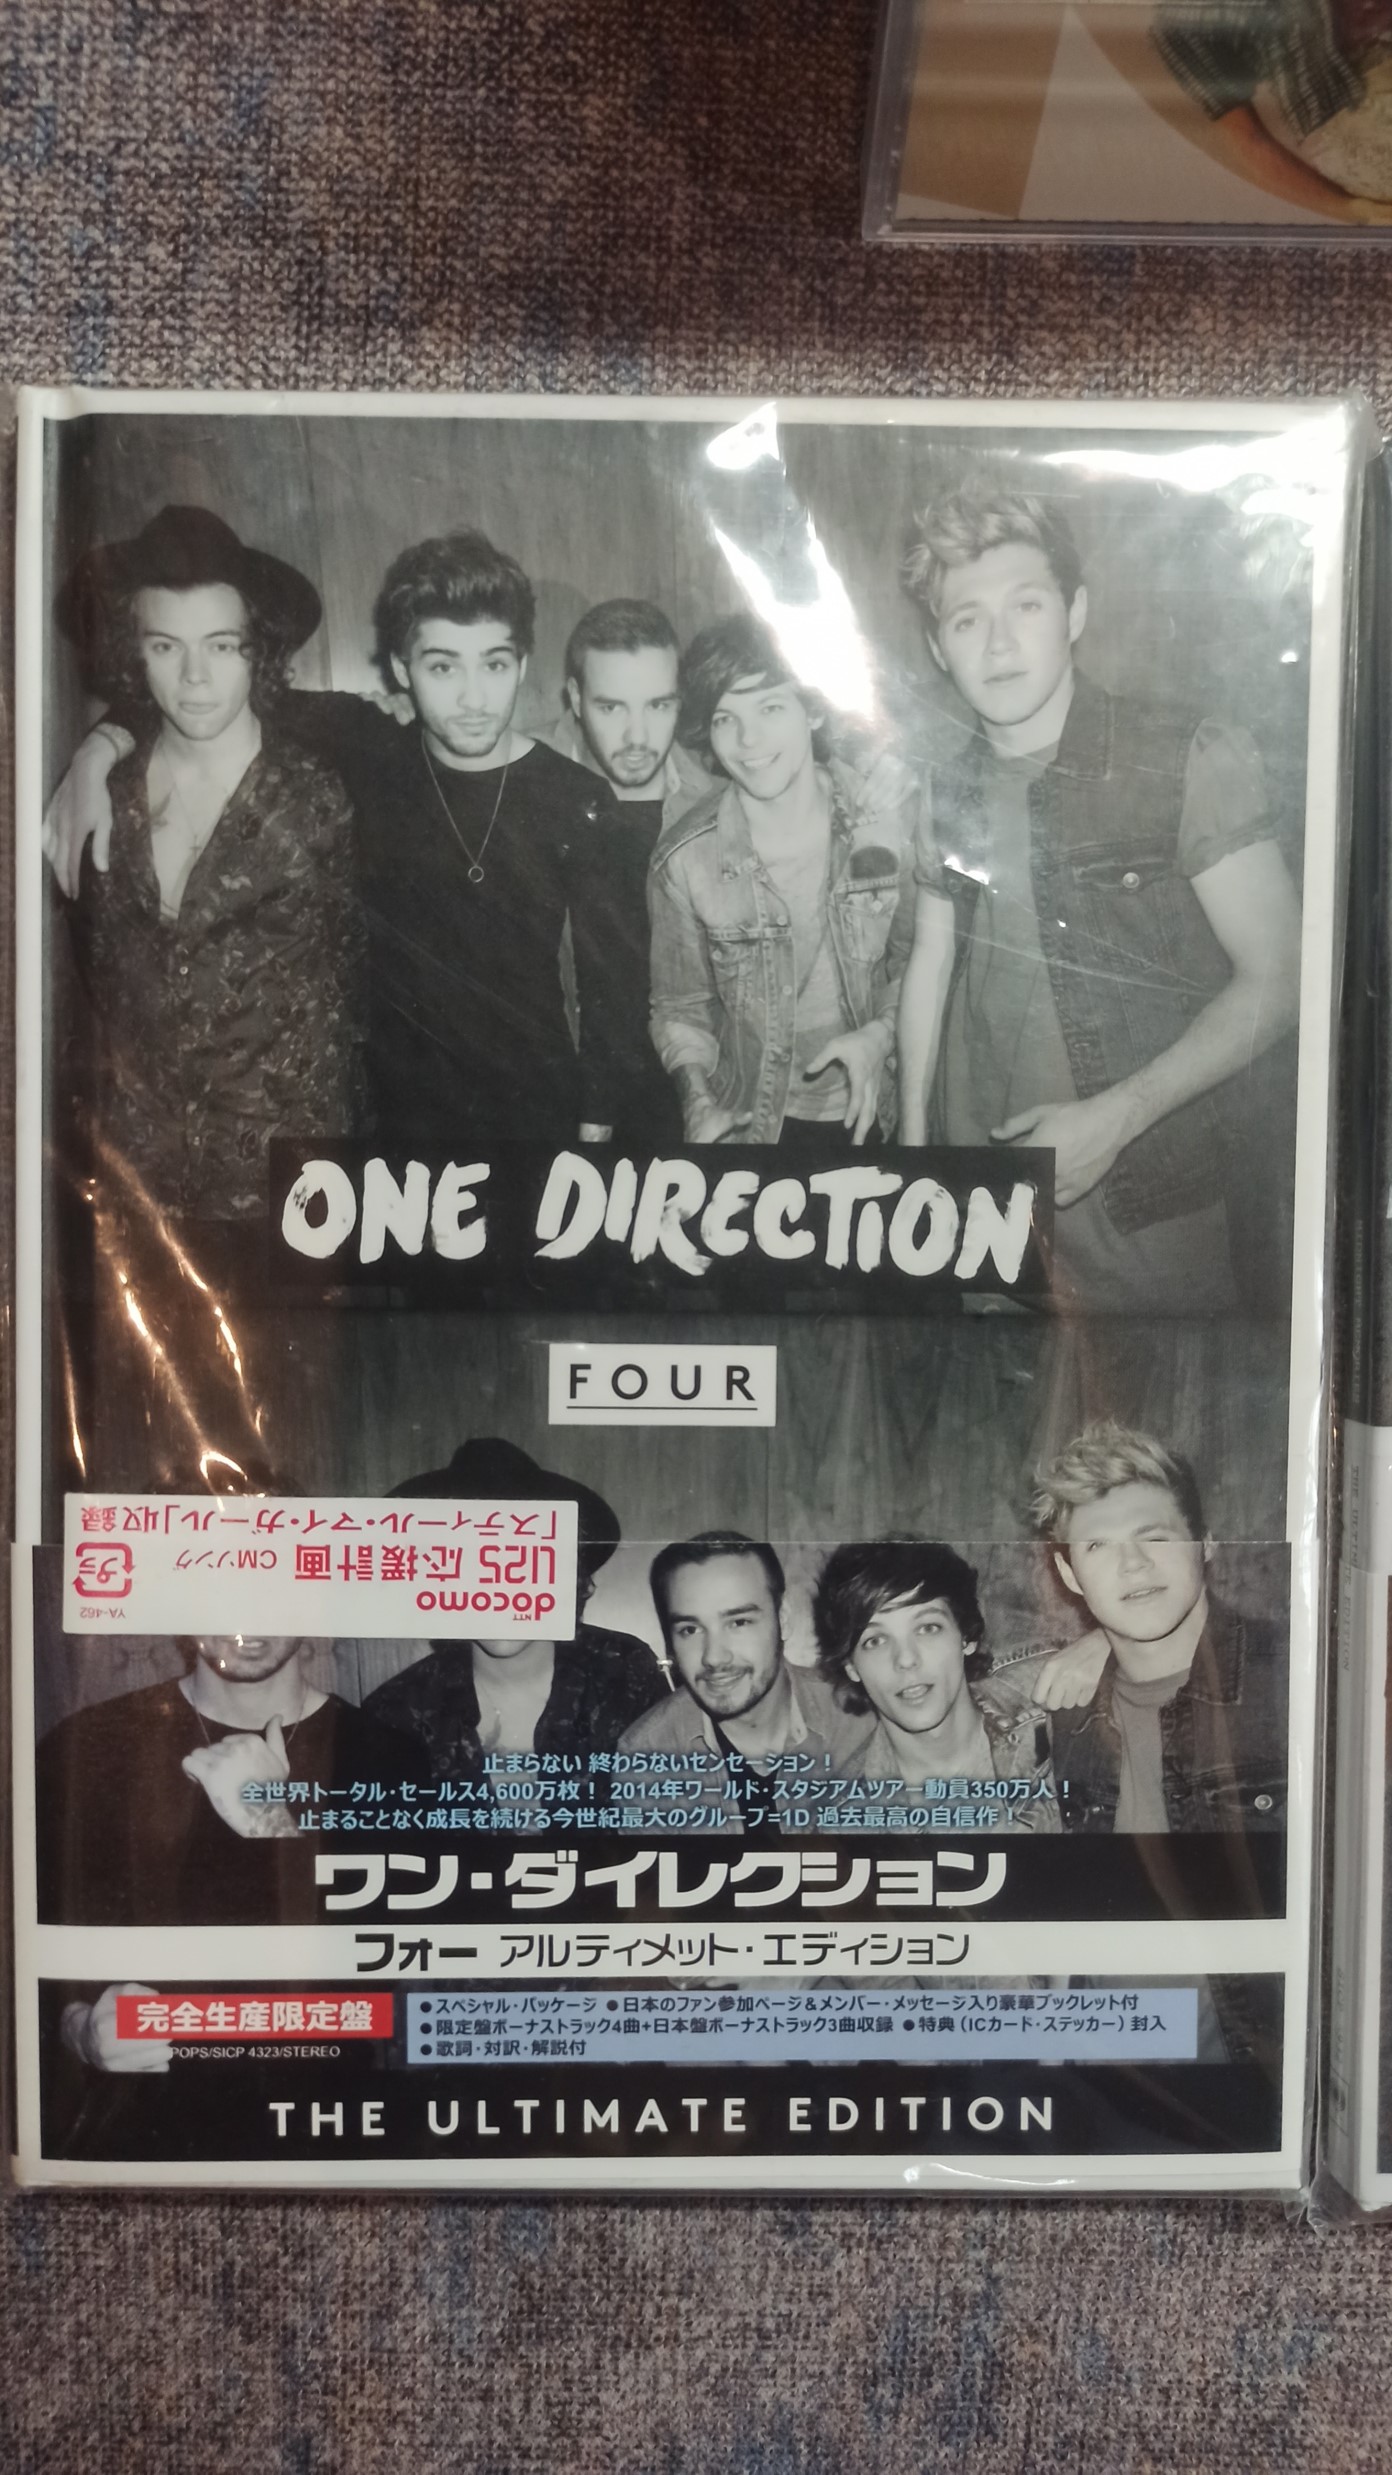 ONE DIRECTION
FOUR
「スティール・マイ・ガール」収録
U25 応援計画 CMソング
プラ
NTT
docomo
YA-462
止まらない 終わらないセンセーション！
全世界トータル・セールス4,600万枚！ 2014年ワールド・スタジアムツアー動員350万人！
止まることなく成長を続ける今世紀最大のグループ=1D 過去最高の自信作！
ワン・ダイレクション
フォー アルティメット・エディション
完全生産限定盤
POPS/SICP 4323/STEREO
●スペシャル・パッケージ ●日本のファン参加ページ＆メンバー・メッセージ入り豪華ブックレット付
●限定盤ボーナストラック4曲+日本盤ボーナストラック3曲収録 ●特典（ICカード・ステッカー）封入
●歌詞・対訳・解説付
THE ULTIMATE EDITION